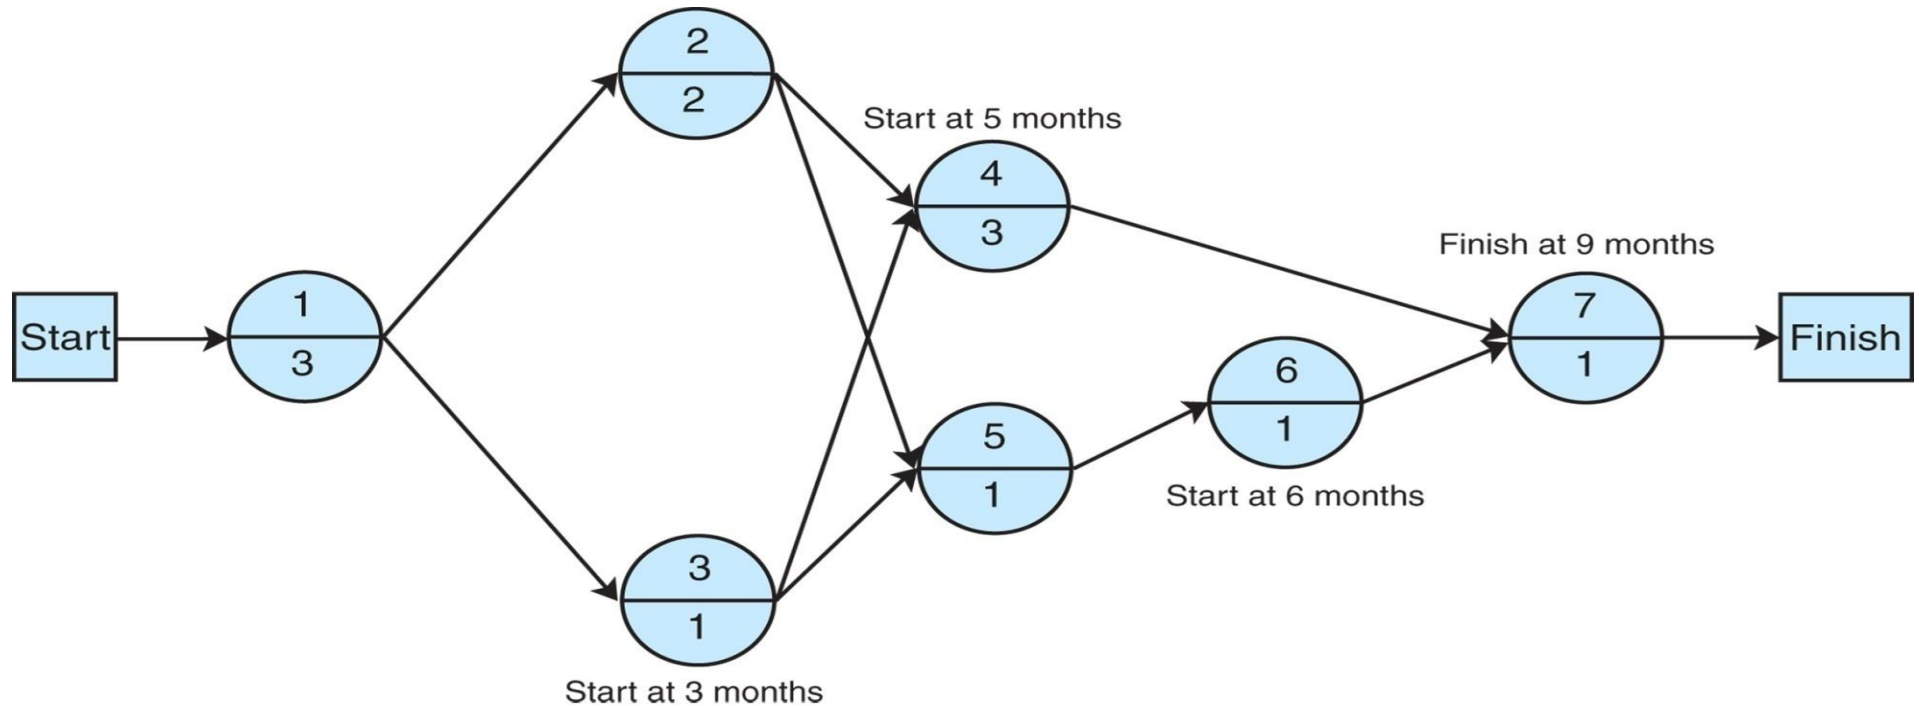 2
2
Start at 5 months
4
3
Finish at 9 months
Start
1
3
7
1
Finish
6
1
5
1
Start at 6 months
3
1
Start at 3 months